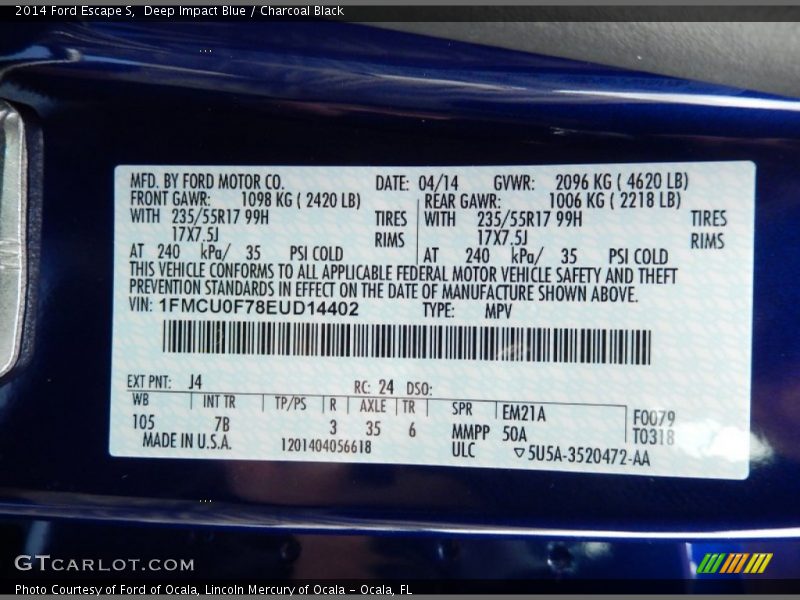 2014 Ford Escape S,  Deep Impact Blue / Charcoal Black
MFD. BY FORD MOTOR CO. DATE: 04/14 GVWR: 2096 KG ( 4620 LB)
FRONT GAWR: 1098 KG ( 2420 LB) REAR GAWR: 1006 KG ( 2218 LB)
WITH 235/55R17 99H TIRES WITH 235/55R17 99H TIRES
17X7.5J RIMS 17X7.5J RIMS
AT 240 kPa/ 35 PSI COLD AT 240 kPa/ 35 PSI COLD
THIS VEHICLE CONFORMS TO ALL APPLICABLE FEDERAL MOTOR VEHICLE SAFETY AND THEFT
PREVENTION STANDARDS IN EFFECT ON THE DATE OF MANUFACTURE SHOWN ABOVE.
VIN: 1FMCU0F78EUD14402 TYPE: MPV
EXT PNT: J4 RC: 24 DSO:
WB INT TR TP/PS R AXLE TR SPR EM21A F0079
105 7B 3 35 6 MMPP 50A T0318
MADE IN U.S.A. 1201404056618 ULC ▽5U5A-3520472-AA
GTCARLOT.COM
Photo Courtesy of Ford of Ocala, Lincoln Mercury of Ocala - Ocala, FL